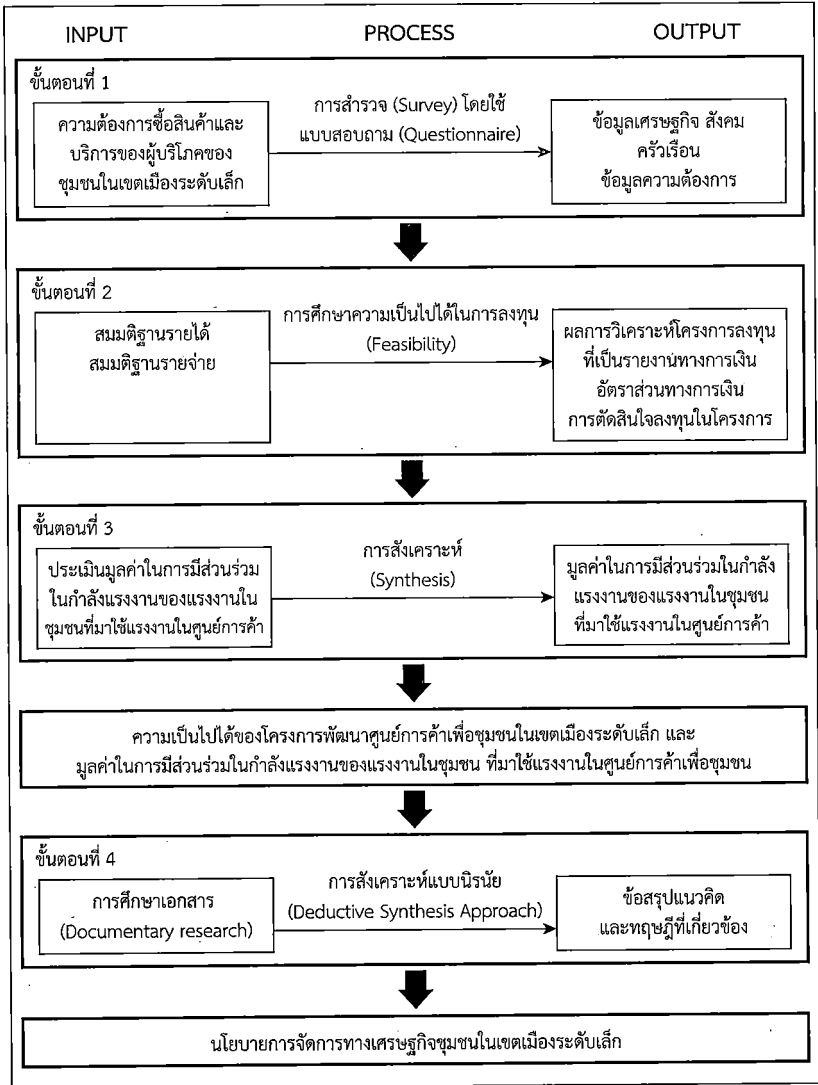 INPUT PROCESS OUTPUT
ขั้นตอนที่ 1
ความต้องการซื้อสินค้าและ
บริการของผู้บริโภคของ
ชุมชนในเขตเมืองระดับเล็ก
การสำรวจ (Survey) โดยใช้
แบบสอบถาม (Questionnaire)
ข้อมูลเศรษฐกิจ สังคม
ครัวเรือน
ข้อมูลความต้องการ
ขั้นตอนที่ 2
สมมติฐานรายได้
สมมติฐานรายจ่าย
การศึกษาความเป็นไปได้ในการลงทุน
(Feasibility)
ผลการวิเคราะห์โครงการลงทุน
ที่เป็นรายงานทางการเงิน
อัตราส่วนทางการเงิน
การตัดสินใจลงทุนในโครงการ
ขั้นตอนที่ 3
ประเมินมูลค่าในการมีส่วนร่วม
ในกำลังแรงงานของแรงงานใน
ชุมชนที่มาใช้แรงงานในศูนย์การค้า
การสังเคราะห์
(Synthesis)
มูลค่าในการมีส่วนร่วมในกำลัง
แรงงานของแรงงานในชุมชน
ที่มาใช้แรงงานในศูนย์การค้า
ความเป็นไปได้ของโครงการพัฒนาศูนย์การค้าเพื่อชุมชนในเขตเมืองระดับเล็ก และ
มูลค่าในการมีส่วนร่วมในกำลังแรงงานของแรงงานในชุมชน ที่มาใช้แรงงานในศูนย์การค้าเพื่อชุมชน
ขั้นตอนที่ 4
การศึกษาเอกสาร
(Documentary research)
การสังเคราะห์แบบนิรนัย
(Deductive Synthesis Approach)
ข้อสรุปแนวคิด
และทฤษฎีที่เกี่ยวข้อง
นโยบายการจัดการทางเศรษฐกิจชุมชนในเขตเมืองระดับเล็ก